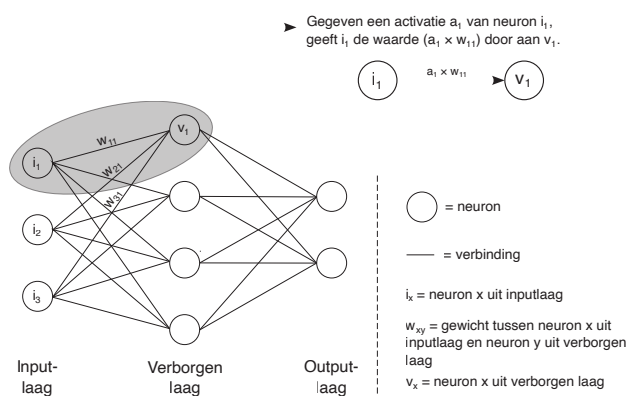 ➤ Gegeven een activatie a₁ van neuron i₁,
geeft i₁ de waarde (a₁ × w₁₁) door aan v₁.
i₁ a₁ × w₁₁ v₁
v₁
w₁₁
i₁
w₂₁
w₃₁
i₂
i₃
= neuron
= verbinding
iₓ = neuron x uit inputlaag
wₓᵧ = gewicht tussen neuron x uit
inputlaag en neuron y uit verborgen
laag
vₓ = neuron x uit verborgen laag
Input-
laag
Verborgen
laag
Output-
laag